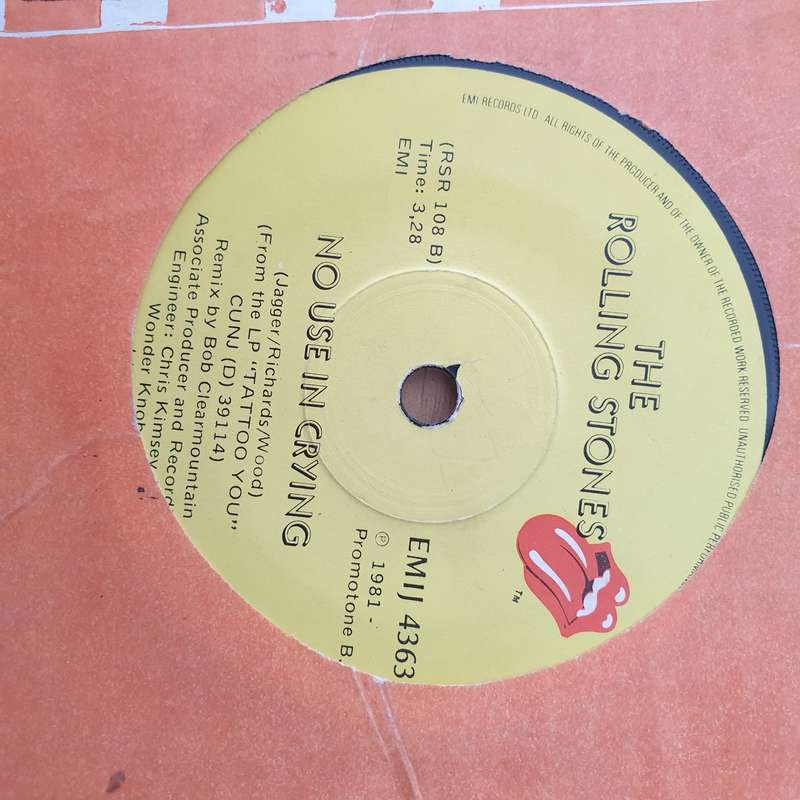 EMI RECORDS LTD ALL RIGHTS OF THE PRODUCER AND OF THE OWNER OF THE RECORDED WORK RESERVED UNAUTHORISED PUBLIC
THE
ROLLING STONES
TM
(RSR 108 B)
Time: 3,28
EMI
EMIJ 4363
℗ 1981 -
Promotone B.
NO USE IN CRYING
(Jagger/Richards/Wood)
(From the LP "TATTOO YOU"
CUNJ (D) 39114)
Remix by Bob Clearmountain
Associate Producer and Record
Engineer: Chris Kimsey
Wonder Knob